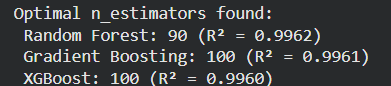 Optimal n_estimators found:
Random Forest: 90 (R² = 0.9962)
Gradient Boosting: 100 (R² = 0.9961)
XGBoost: 100 (R² = 0.9960)